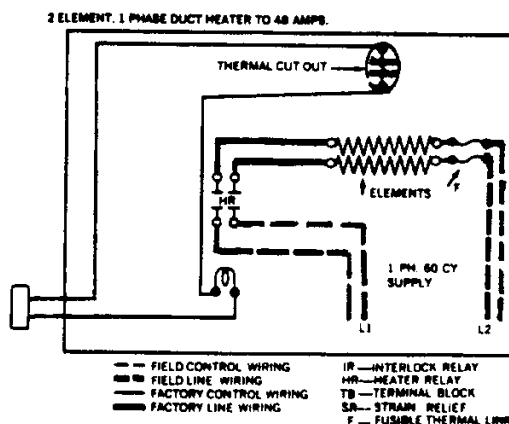 2 ELEMENT. 1 PHASE DUCT HEATER TO 48 AMPS.
THERMAL CUT OUT
HR
ELEMENTS
F
1 PH. 60 CY
SUPPLY
L1
L2
FIELD CONTROL WIRING
FIELD LINE WIRING
FACTORY CONTROL WIRING
FACTORY LINE WIRING
IR — INTERLOCK RELAY
HR — HEATER RELAY
TB — TERMINAL BLOCK
SR — STRAIN RELIEF
F — FUSIBLE THERMAL LINK